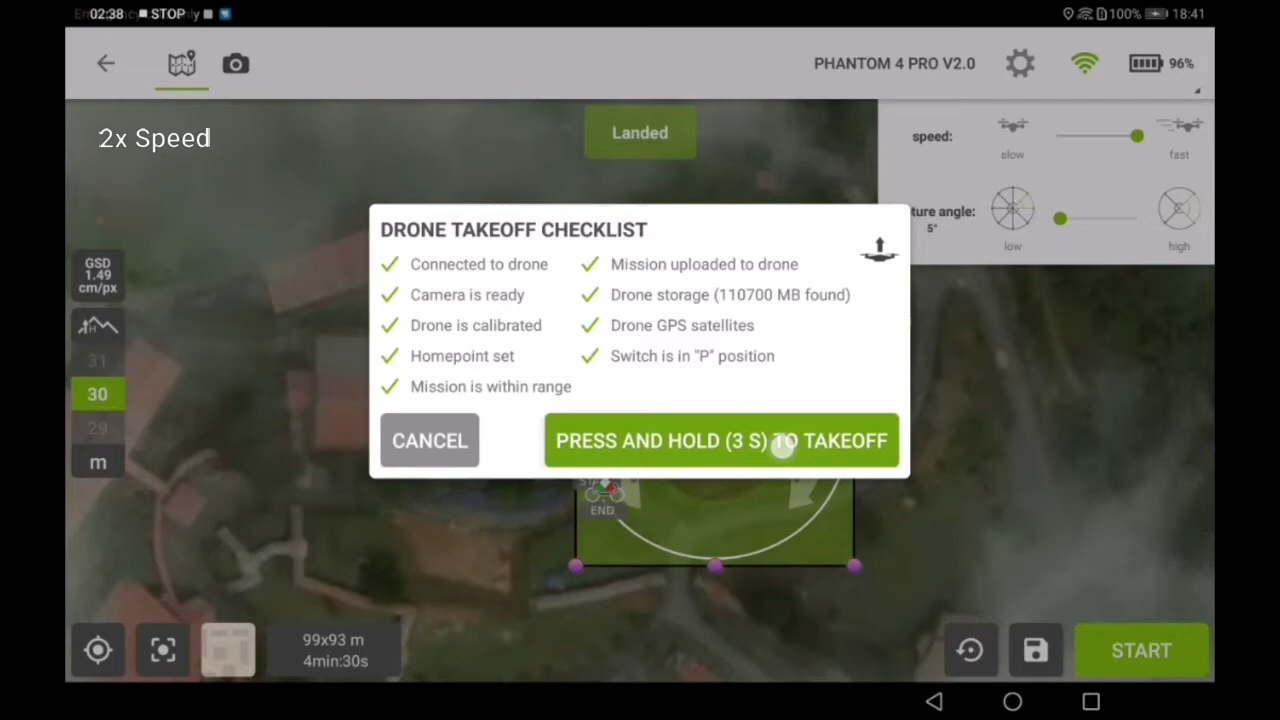 02:38 STOP 100% 18:41
PHANTOM 4 PRO V2.0 96%
2x Speed
Landed
speed:
slow fast
ture angle:
5°
low high
GSD
1.49
cm/px
H
31
30
29
m
DRONE TAKEOFF CHECKLIST
Connected to drone Mission uploaded to drone
Camera is ready Drone storage (110700 MB found)
Drone is calibrated Drone GPS satellites
Homepoint set Switch is in "P" position
Mission is within range
CANCEL PRESS AND HOLD (3 S) TO TAKEOFF
END
99x93 m
4min:30s
START